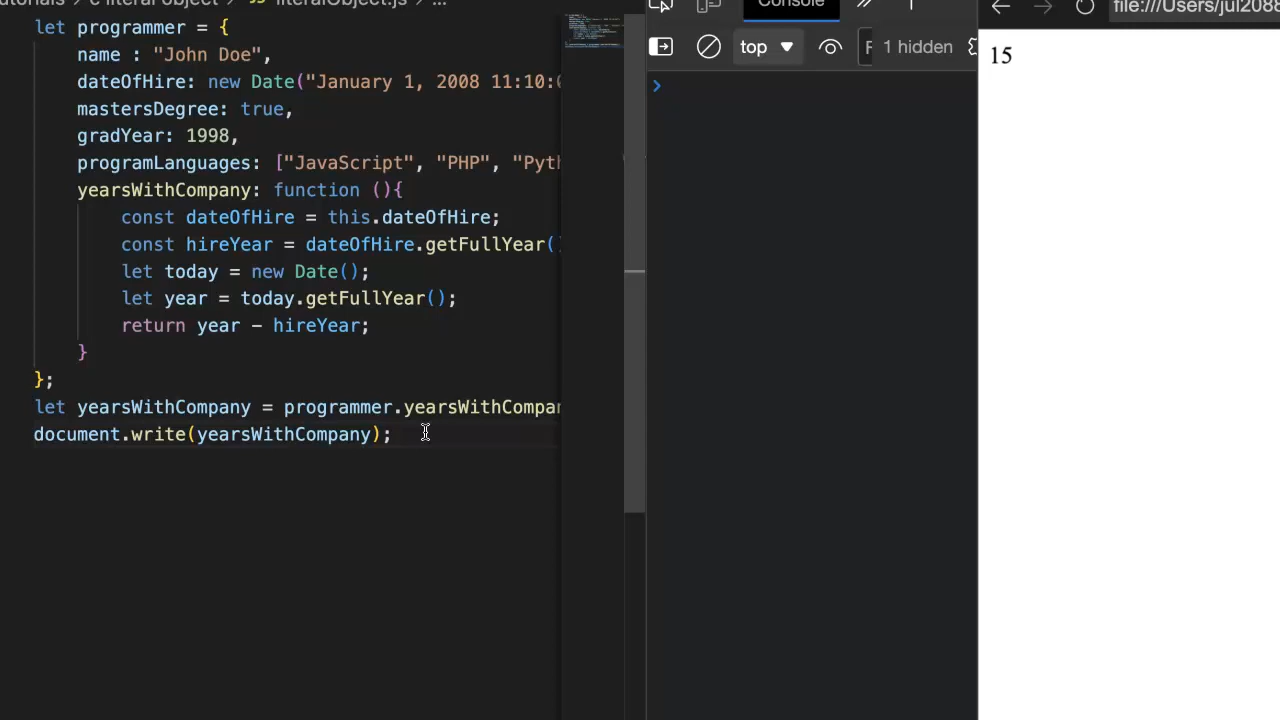 c literal object > JS literalObject.js > ...
let programmer = {
name : "John Doe",
dateOfHire: new Date("January 1, 2008 11:10:
mastersDegree: true,
gradYear: 1998,
programLanguages: ["JavaScript", "PHP", "Pyth
yearsWithCompany: function (){
const dateOfHire = this.dateOfHire;
const hireYear = dateOfHire.getFullYear()
let today = new Date();
let year = today.getFullYear();
return year - hireYear;
}
};
let yearsWithCompany = programmer.yearsWithCompan
document.write(yearsWithCompany);
Console
top
1 hidden
file:///Users/jul2088
15